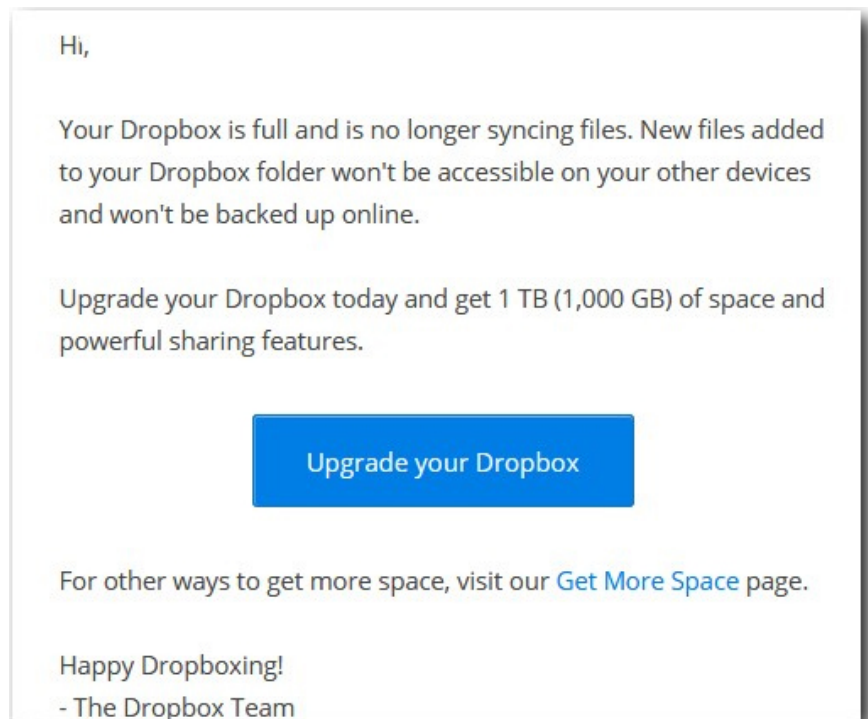 Hi,
Your Dropbox is full and is no longer syncing files. New files added
to your Dropbox folder won't be accessible on your other devices
and won't be backed up online.
Upgrade your Dropbox today and get 1 TB (1,000 GB) of space and
powerful sharing features.
Upgrade your Dropbox
For other ways to get more space, visit our Get More Space page.
Happy Dropboxing!
- The Dropbox Team